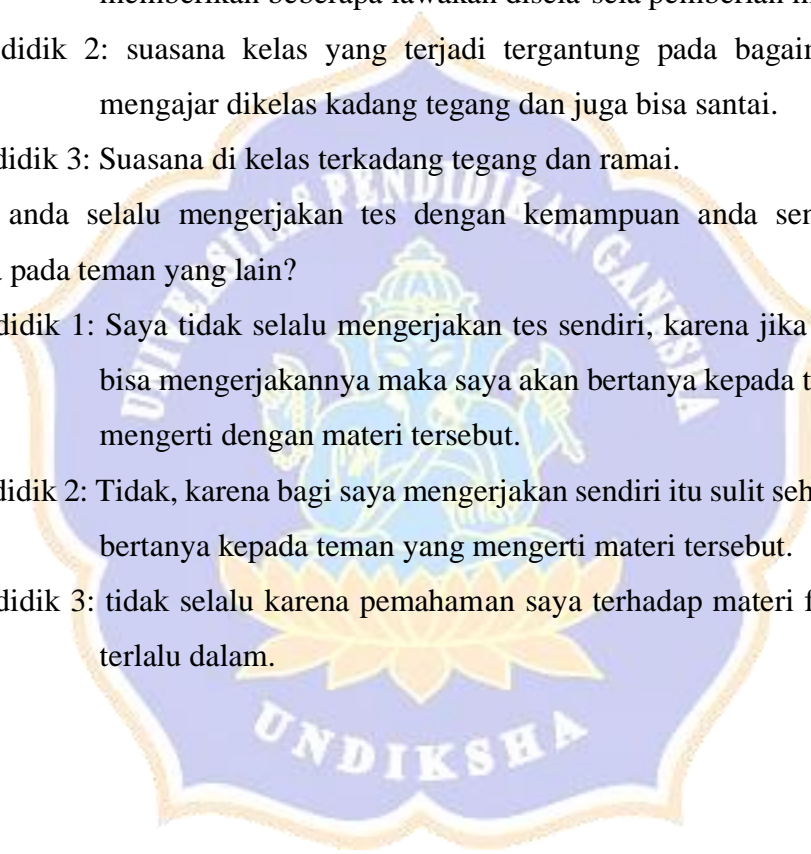 memberikan beberapa lawakan disela-sela pemberian
didik 2: suasana kelas yang terjadi tergantung pada
mengajar dikelas kadang tegang dan juga bisa santai.
didik 3: Suasana di kelas terkadang tegang dan ramai.
anda selalu mengerjakan tes dengan kemampuan anda
pada teman yang lain?
didik 1: Saya tidak selalu mengerjakan tes sendiri, karena jika
bisa mengerjakannya maka saya akan bertanya kepada
mengerti dengan materi tersebut.
didik 2: Tidak, karena bagi saya mengerjakan sendiri itu sulit
bertanya kepada teman yang mengerti materi tersebut.
didik 3: tidak selalu karena pemahaman saya terhadap materi
terlalu dalam.
UNIVERSITAS PENDIDIKAN GANESHA
UNDIKSHA